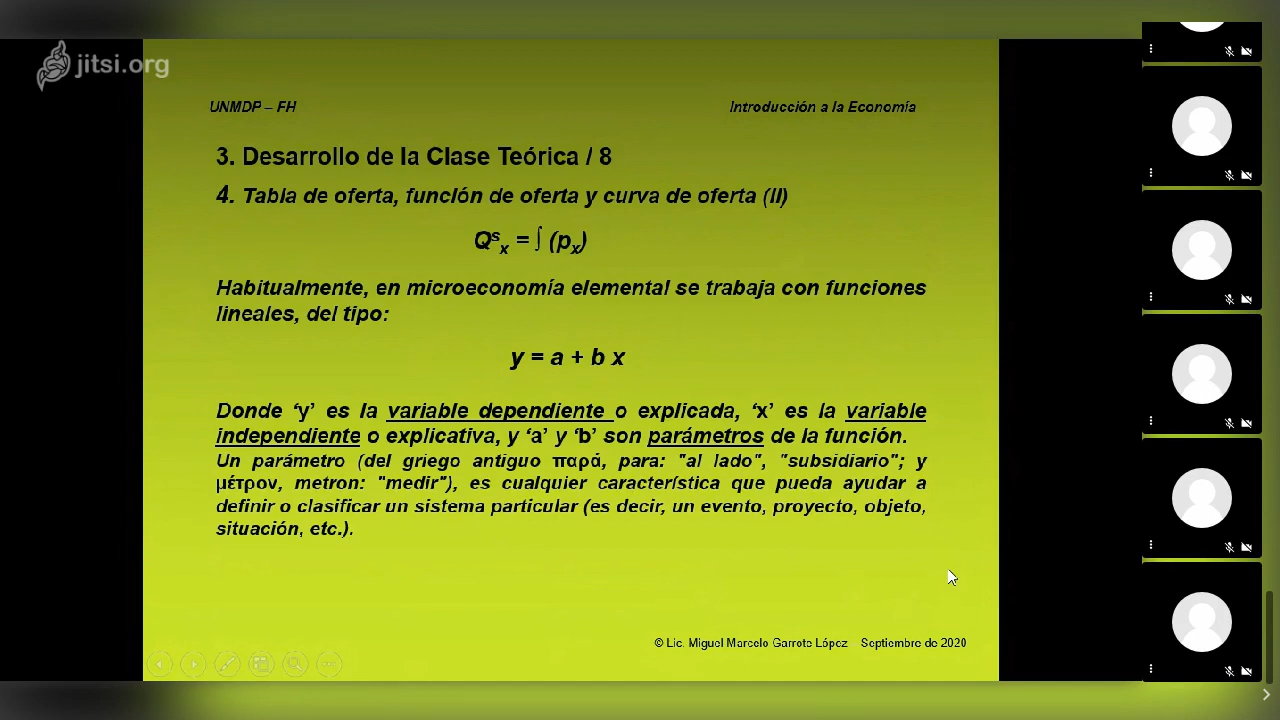 jitsi.org
UNMDP – FH
Introducción a la Economía
3. Desarrollo de la Clase Teórica / 8
4. Tabla de oferta, función de oferta y curva de oferta (II)
Qˢₓ = ∫ (pₓ)
Habitualmente, en microeconomía elemental se trabaja con funciones
lineales, del tipo:
y = a + b x
Donde ‘y’ es la variable dependiente o explicada, ‘x’ es la variable
independiente o explicativa, y ‘a’ y ‘b’ son parámetros de la función.
Un parámetro (del griego antiguo παρά, para: "al lado", "subsidiario"; y
μέτρον, metron: "medir"), es cualquier característica que pueda ayudar a
definir o clasificar un sistema particular (es decir, un evento, proyecto, objeto,
situación, etc.).
© Lic. Miguel Marcelo Garrote López Septiembre de 2020